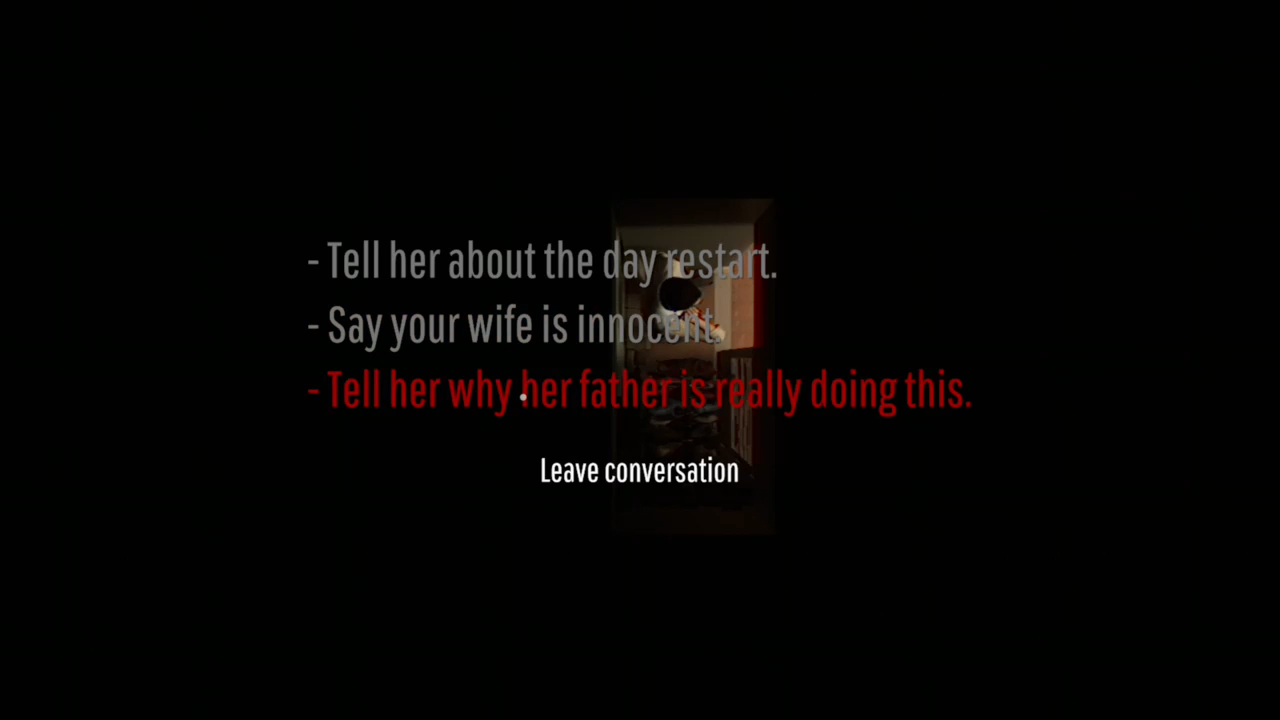 - Tell her about the day restart.
- Say your wife is innocent.
- Tell her why her father is really doing this.
Leave conversation